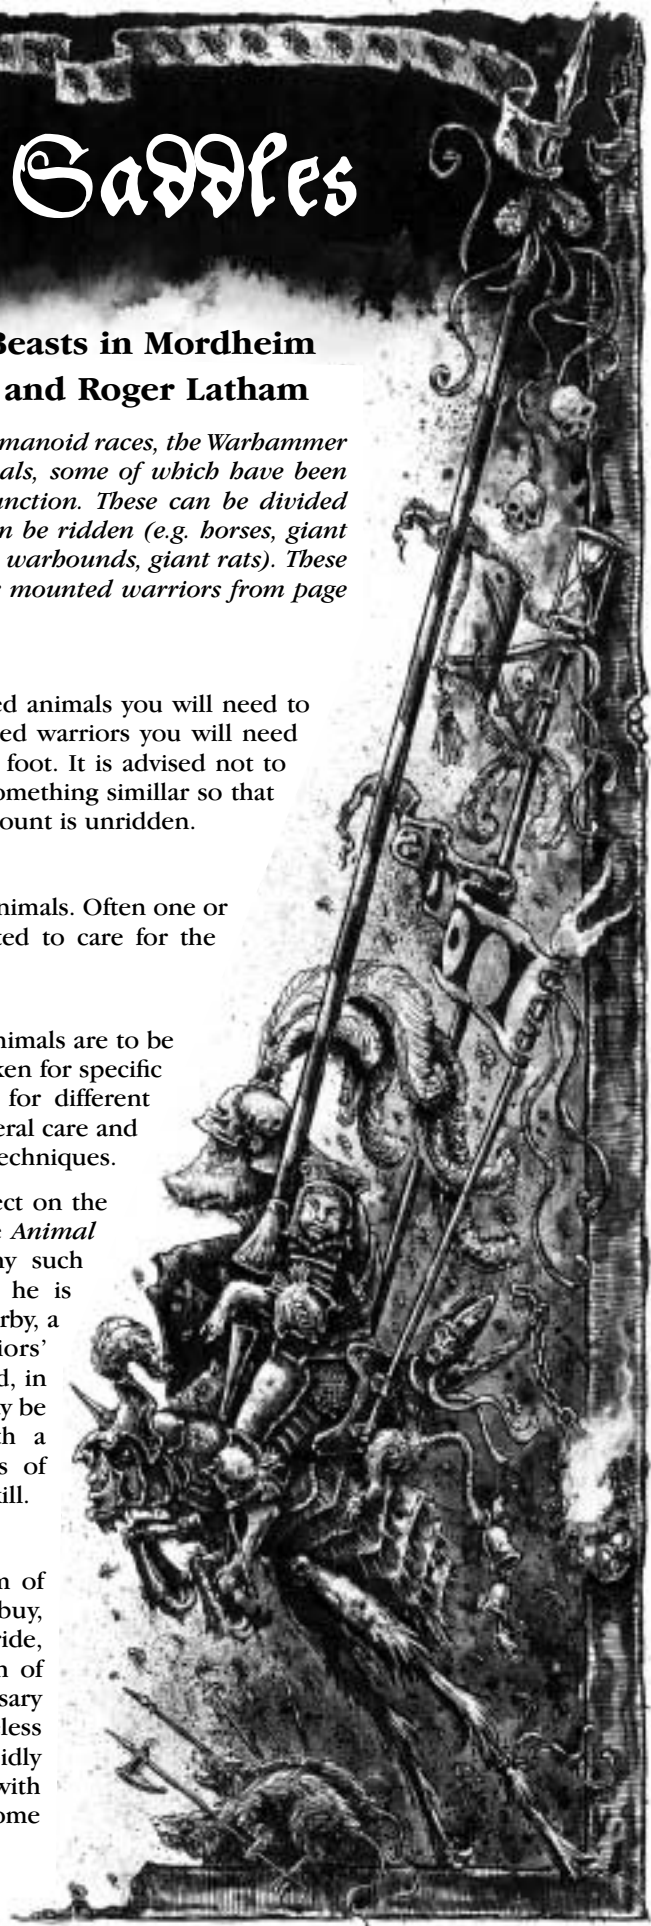 Saddles
Beasts in Mordheim
and Roger Latham
manoid races, the Warhammer
als, some of which have been
nction. These can be divided
n be ridden (e.g. horses, giant
warhounds, giant rats). These
mounted warriors from page
ed animals you will need to
ed warriors you will need
foot. It is advised not to
omething simillar so that
ount is unridden.
nimals. Often one or
ted to care for the
nimals are to be
ken for specific
for different
eral care and
echniques.
ect on the
Animal
ny such
he is
rby, a
iors'
d, in
y be
th a
s of
ill.
n of
buy,
ride,
n of
sary
less
idly
with
ome